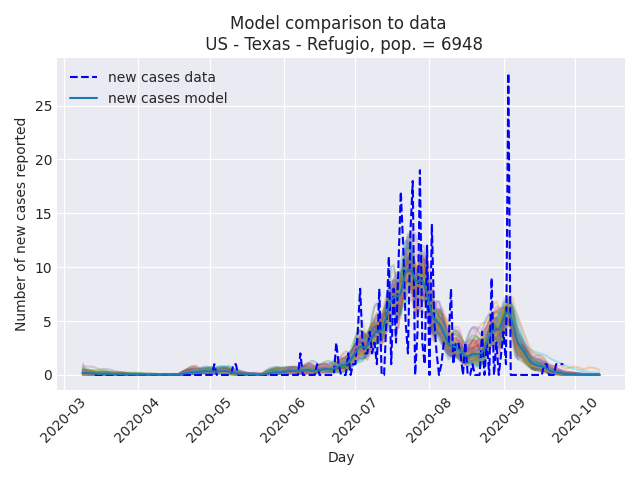 Model comparison to data
US - Texas - Refugio, pop. = 6948
new cases data
new cases model
Number of new cases reported
25
20
15
10
5
0
2020-03
2020-04
2020-05
2020-06
2020-07
2020-08
2020-09
2020-10
Day